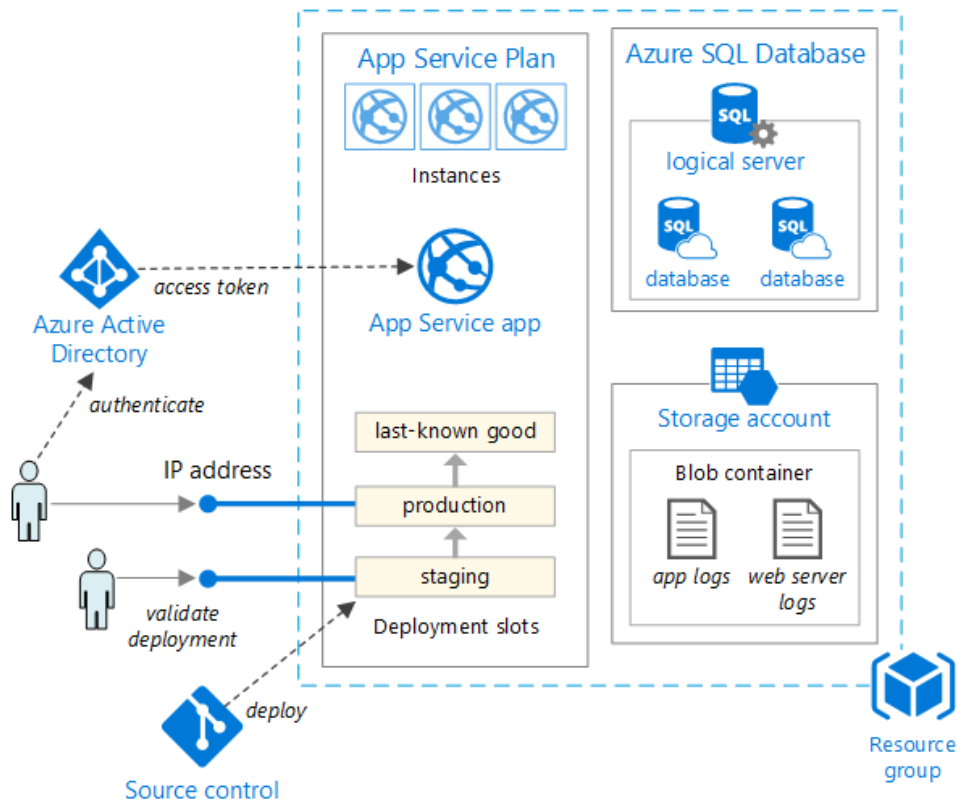 App Service Plan
Instances
App Service app
last-known good
production
staging
Deployment slots
Azure SQL Database
SQL
logical server
SQL
SQL
database
database
Storage account
Blob container
app logs
web server
logs
access token
Azure Active
Directory
authenticate
IP address
validate
deployment
deploy
Source control
Resource
group